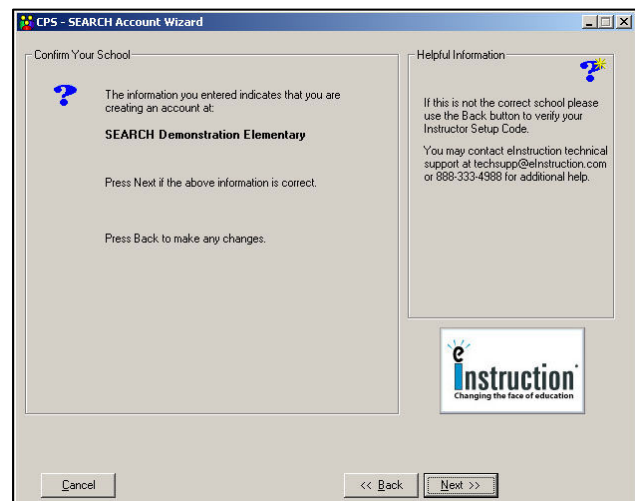 CPS - SEARCH Account Wizard
Confirm Your School
The information you entered indicates that you are
creating an account at:
SEARCH Demonstration Elementary
Press Next if the above information is correct.
Press Back to make any changes.
Helpful Information
If this is not the correct school please
use the Back button to verify your
Instructor Setup Code.
You may contact eInstruction technical
support at techsupp@eInstruction.com
or 888-333-4988 for additional help.
eInstruction
Changing the face of education
Cancel
<< Back
Next >>